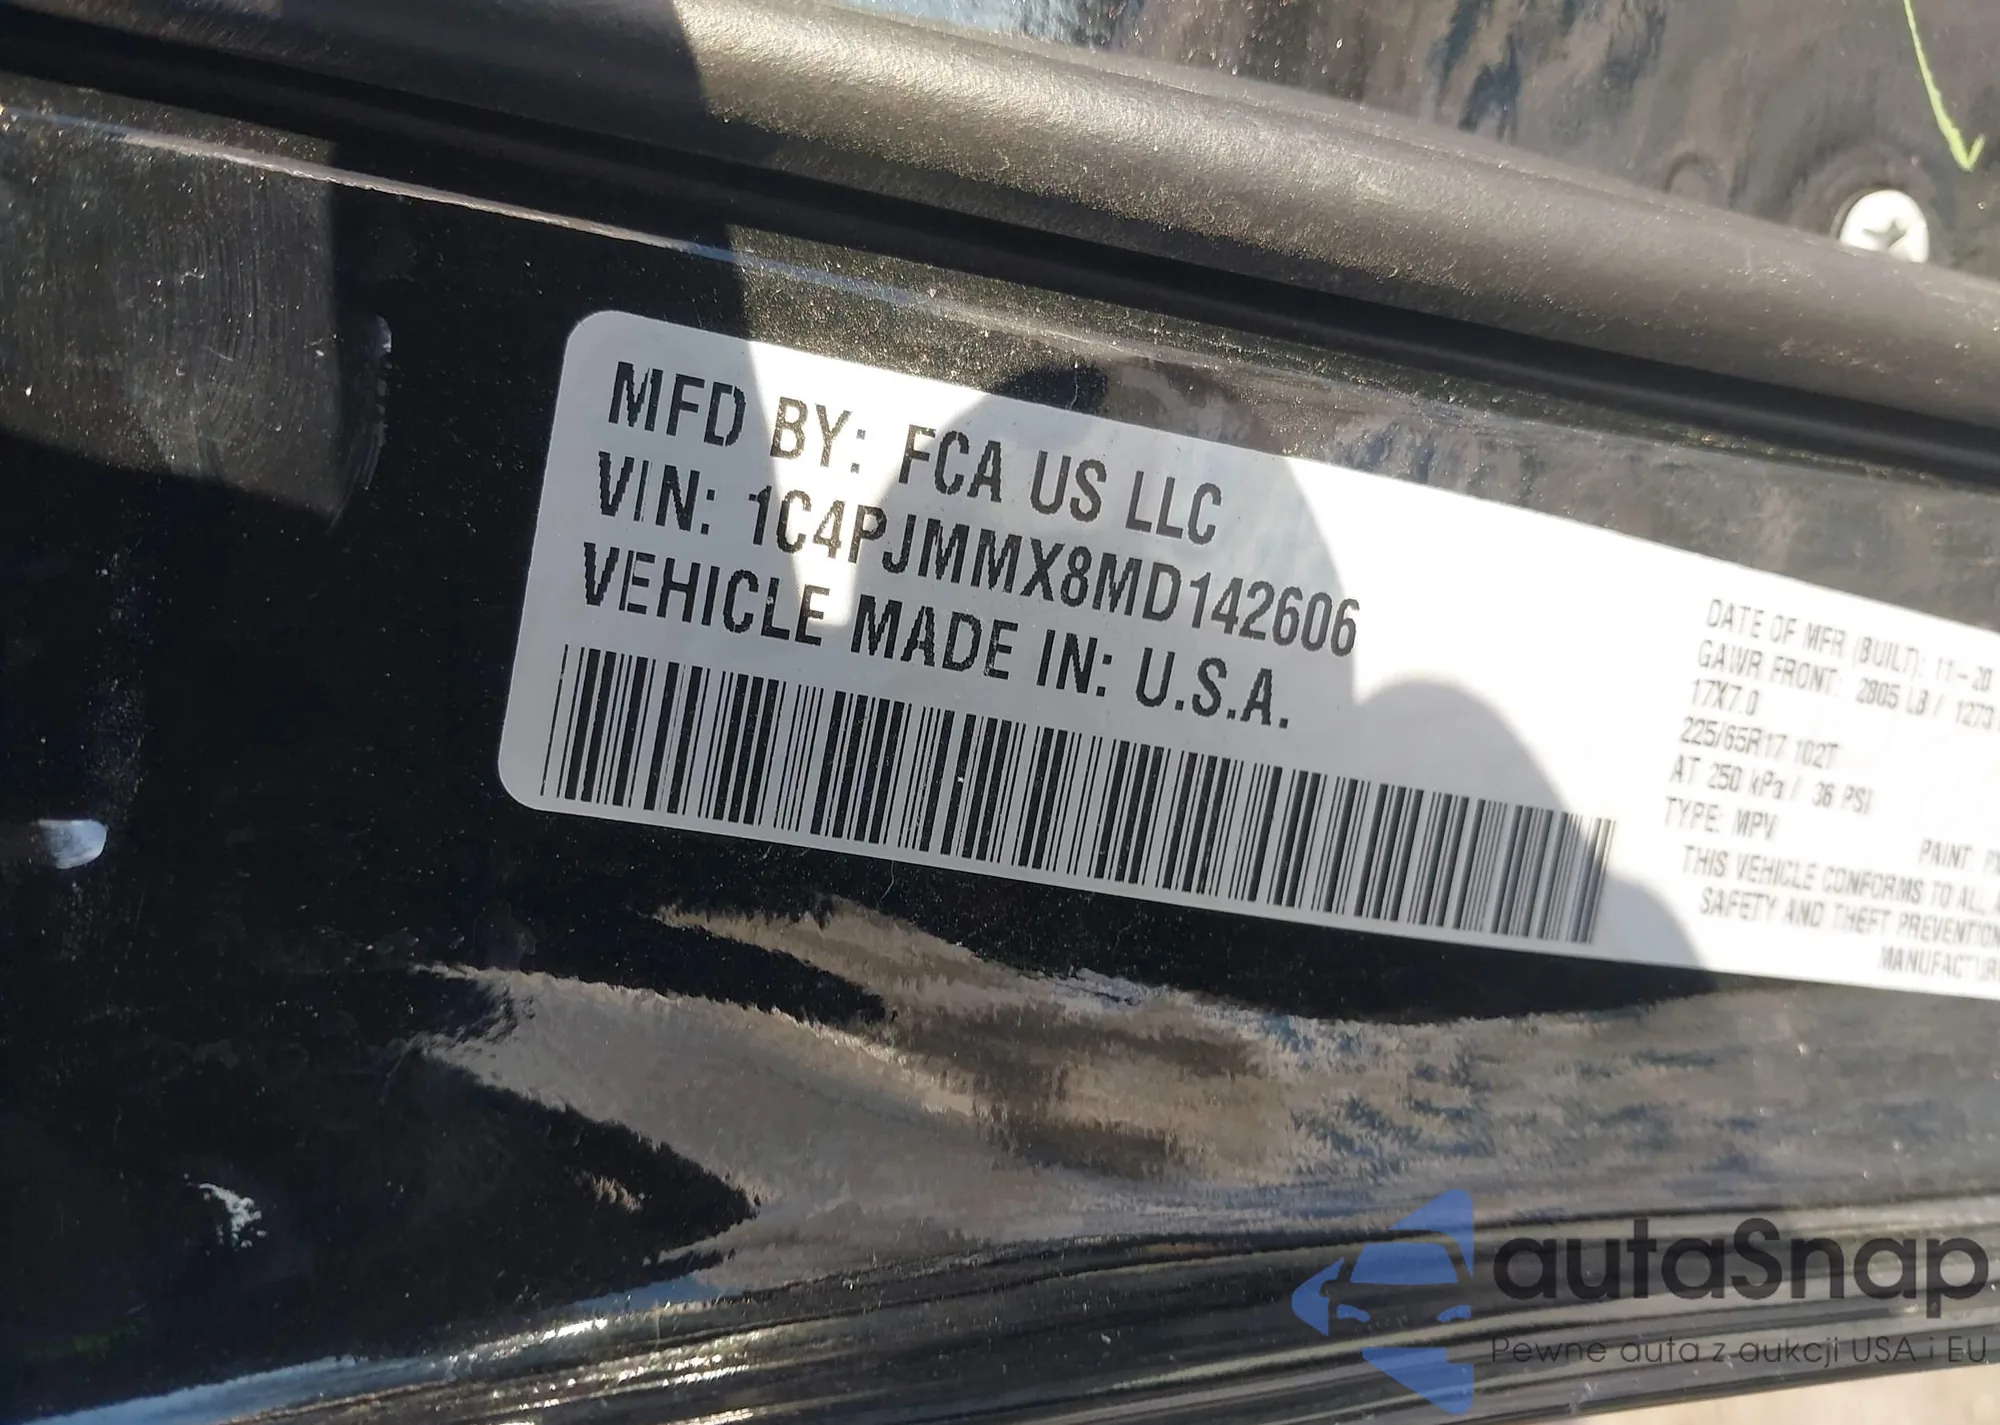 MFD BY: FCA US LLC
VIN: 1C4PJMMX8MD142606
VEHICLE MADE IN: U.S.A.
DATE OF MFR (BUILT): 11-20
GAWR FRONT: 2805 LB / 1273
17X7.0
225/65R17 102T
AT 250 kPa / 36 PSI
TYPE: MPV
PAINT:
THIS VEHICLE CONFORMS TO ALL
SAFETY AND THEFT PREVENTION
autaSnap
Pewne auta z aukcji USA i EU